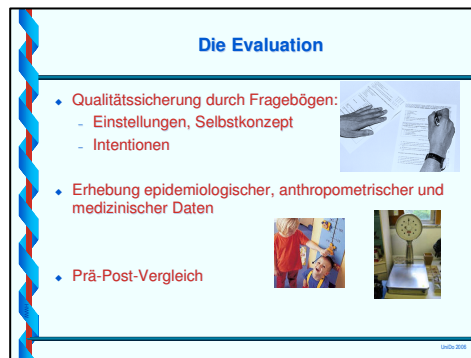 Die Evaluation
Qualitätssicherung durch Fragebögen:
- Einstellungen, Selbstkonzept
- Intentionen
Erhebung epidemiologischer, anthropometrischer und
medizinischer Daten
Prä-Post-Vergleich